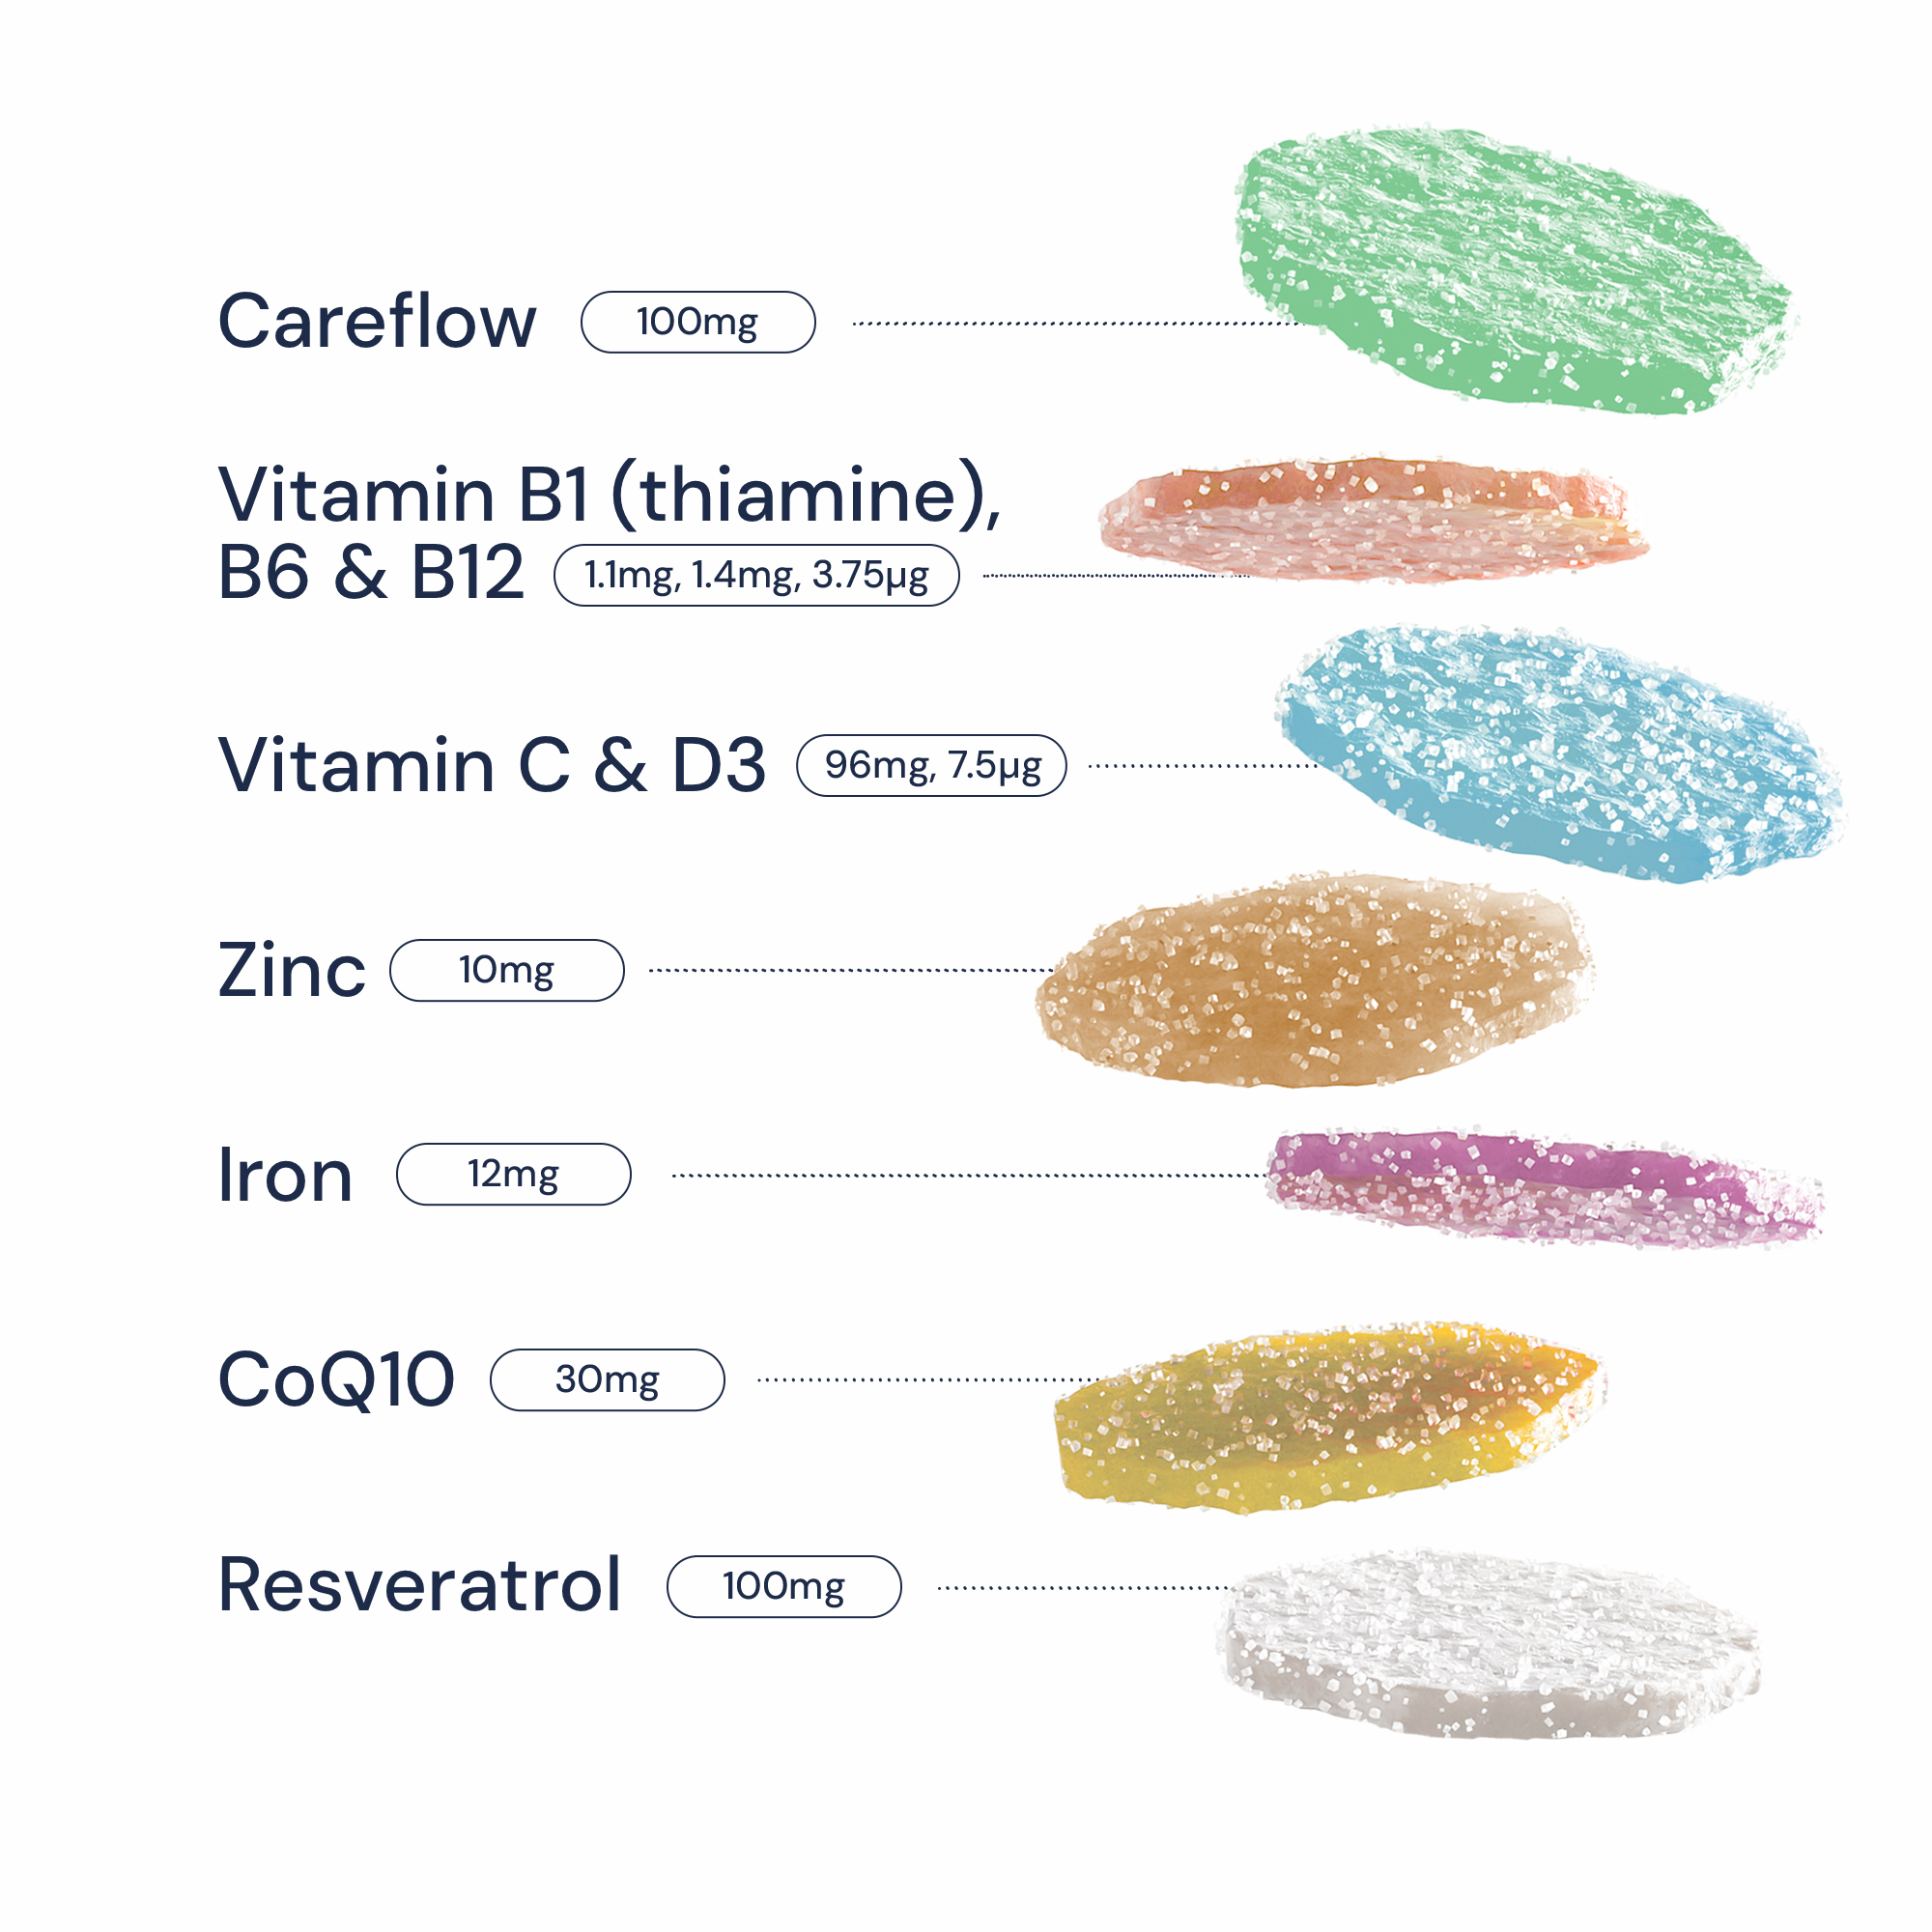 Careflow 100mg
Vitamin B1 (thiamine),
B6 & B12 1.1mg, 1.4mg, 3.75µg
Vitamin C & D3 96mg, 7.5µg
Zinc 10mg
Iron 12mg
CoQ10 30mg
Resveratrol 100mg